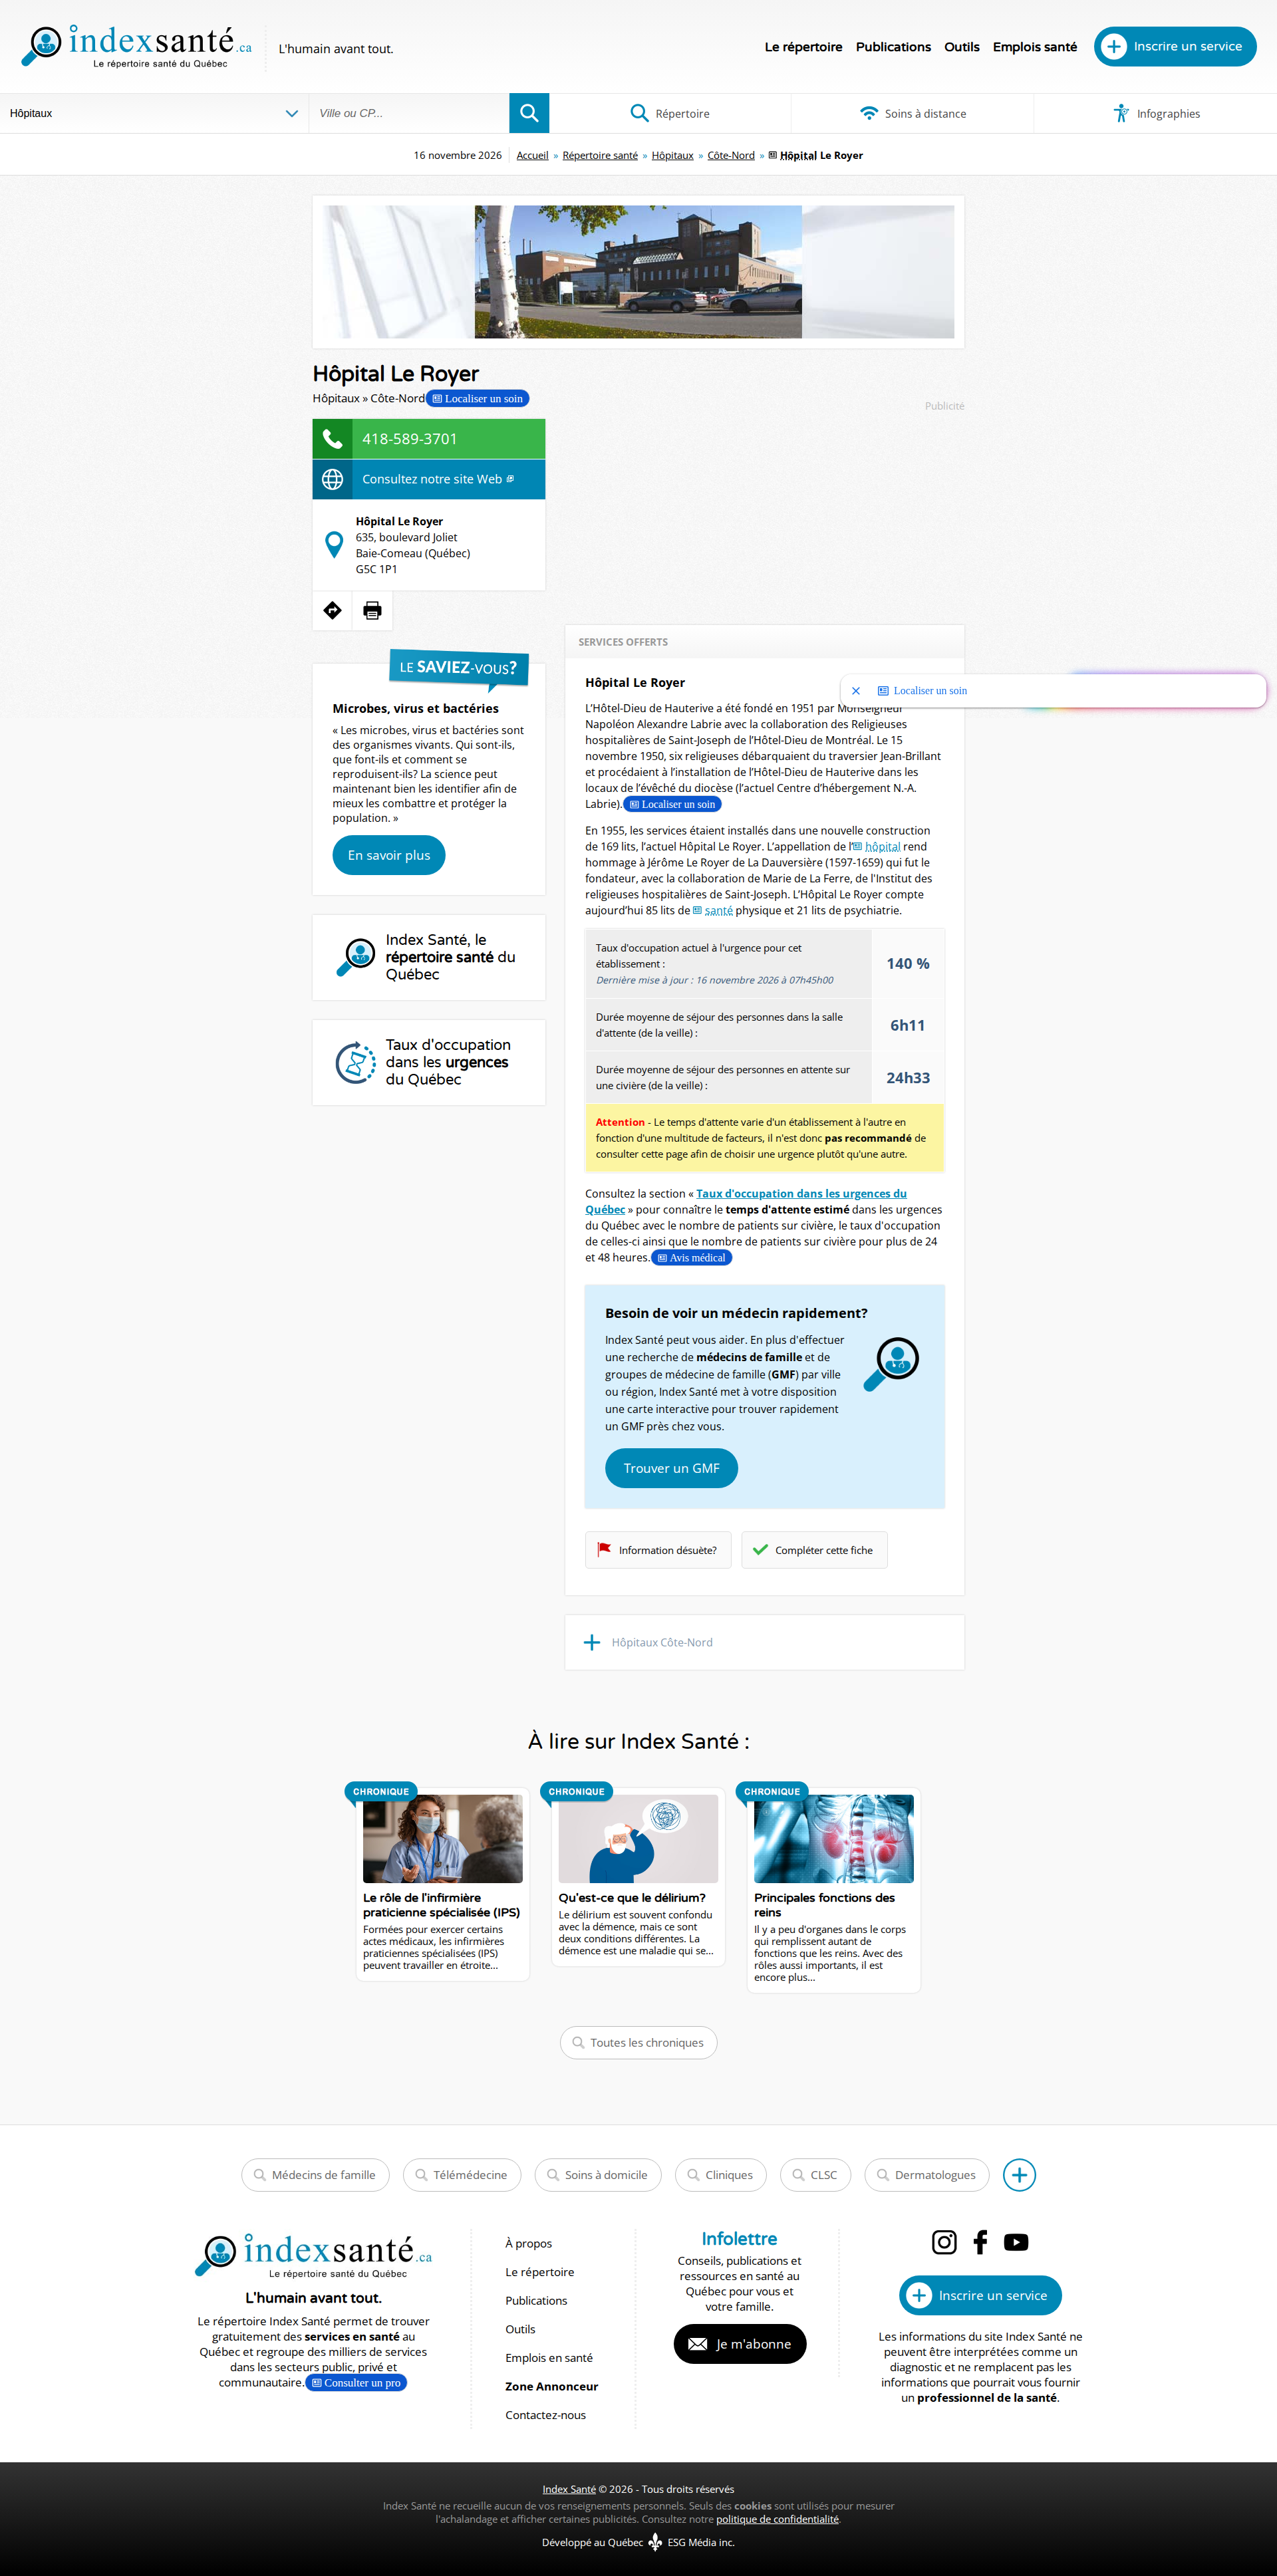 indexsanté.ca
Le répertoire santé du Québec
L'humain avant tout.
Le répertoire
Publications
Outils
Emplois santé
Inscrire un service
Hôpitaux
Ville ou CP...
Répertoire
Soins à distance
Infographies
16 novembre 2026
Accueil » Répertoire santé » Hôpitaux » Côte-Nord » Hôpital Le Royer
Hôpital Le Royer
Hôpitaux » Côte-Nord Localiser un soin
Publicité
418-589-3701
Consultez notre site Web
Hôpital Le Royer
635, boulevard Joliet
Baie-Comeau (Québec)
G5C 1P1
LE SAVIEZ-VOUS?
Microbes, virus et bactéries
« Les microbes, virus et bactéries sont
des organismes vivants. Qui sont-ils,
que font-ils et comment se
reproduisent-ils? La science peut
maintenant bien les identifier afin de
mieux les combattre et protéger la
population. »
En savoir plus
Index Santé, le
répertoire santé du
Québec
Taux d'occupation
dans les urgences
du Québec
SERVICES OFFERTS
Hôpital Le Royer
Localiser un soin
L’Hôtel-Dieu de Hauterive a été fondé en 1951 par Monseigneur
Napoléon Alexandre Labrie avec la collaboration des Religieuses
hospitalières de Saint-Joseph de l’Hôtel-Dieu de Montréal. Le 15
novembre 1950, six religieuses débarquaient du traversier Jean-Brillant
et procédaient à l’installation de l’Hôtel-Dieu de Hauterive dans les
locaux de l’évêché du diocèse (l’actuel Centre d’hébergement N.-A.
Labrie). Localiser un soin
En 1955, les services étaient installés dans une nouvelle construction
de 169 lits, l’actuel Hôpital Le Royer. L’appellation de l’hôpital rend
hommage à Jérôme Le Royer de La Dauversière (1597-1659) qui fut le
fondateur, avec la collaboration de Marie de La Ferre, de l'Institut des
religieuses hospitalières de Saint-Joseph. L’Hôpital Le Royer compte
aujourd’hui 85 lits de santé physique et 21 lits de psychiatrie.
Taux d'occupation actuel à l'urgence pour cet
établissement :
Dernière mise à jour : 16 novembre 2026 à 07h45h00
140 %
Durée moyenne de séjour des personnes dans la salle
d'attente (de la veille) :
6h11
Durée moyenne de séjour des personnes en attente sur
une civière (de la veille) :
24h33
Attention - Le temps d'attente varie d'un établissement à l'autre en
fonction d'une multitude de facteurs, il n'est donc pas recommandé de
consulter cette page afin de choisir une urgence plutôt qu'une autre.
Consultez la section « Taux d'occupation dans les urgences du
Québec » pour connaître le temps d'attente estimé dans les urgences
du Québec avec le nombre de patients sur civière, le taux d'occupation
de celles-ci ainsi que le nombre de patients sur civière pour plus de 24
et 48 heures. Avis médical
Besoin de voir un médecin rapidement?
Index Santé peut vous aider. En plus d'effectuer
une recherche de médecins de famille et de
groupes de médecine de famille (GMF) par ville
ou région, Index Santé met à votre disposition
une carte interactive pour trouver rapidement
un GMF près chez vous.
Trouver un GMF
Information désuète?
Compléter cette fiche
Hôpitaux Côte-Nord
À lire sur Index Santé :
CHRONIQUE
Le rôle de l'infirmière
praticienne spécialisée (IPS)
Formées pour exercer certains
actes médicaux, les infirmières
praticiennes spécialisées (IPS)
peuvent travailler en étroite...
CHRONIQUE
Qu'est-ce que le délirium?
Le délirium est souvent confondu
avec la démence, mais ce sont
deux conditions différentes. La
démence est une maladie qui se...
CHRONIQUE
Principales fonctions des
reins
Il y a peu d'organes dans le corps
qui remplissent autant de
fonctions que les reins. Avec des
rôles aussi importants, il est
encore plus...
Toutes les chroniques
Médecins de famille
Télémédecine
Soins à domicile
Cliniques
CLSC
Dermatologues
indexsanté.ca
Le répertoire santé du Québec
L'humain avant tout.
Le répertoire Index Santé permet de trouver
gratuitement des services en santé au
Québec et regroupe des milliers de services
dans les secteurs public, privé et
communautaire. Consulter un pro
À propos
Le répertoire
Publications
Outils
Emplois en santé
Zone Annonceur
Contactez-nous
Infolettre
Conseils, publications et
ressources en santé au
Québec pour vous et
votre famille.
Je m'abonne
Inscrire un service
Les informations du site Index Santé ne
peuvent être interprétées comme un
diagnostic et ne remplacent pas les
informations que pourrait vous fournir
un professionnel de la santé.
Index Santé © 2026 - Tous droits réservés
Index Santé ne recueille aucun de vos renseignements personnels. Seuls des cookies sont utilisés pour mesurer
l'achalandage et afficher certaines publicités. Consultez notre politique de confidentialité.
Développé au Québec ESG Média inc.